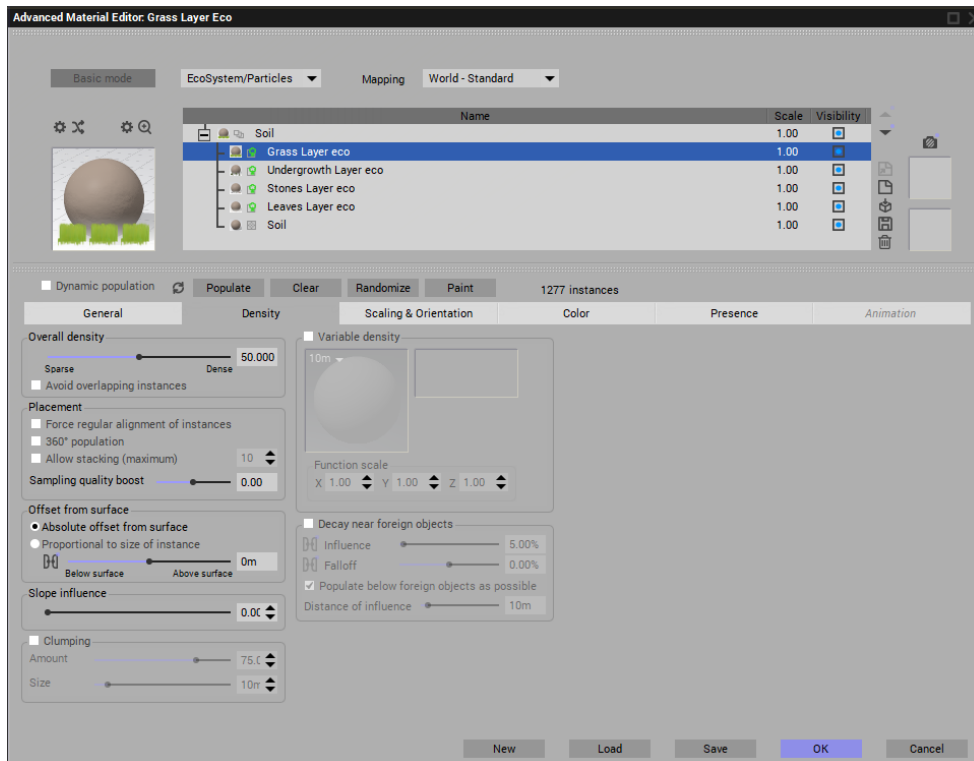 Advanced Material Editor: Grass Layer Eco
Basic mode EcoSystem/Particles Mapping World - Standard
Name Scale Visibility
Soil 1.00
Grass Layer eco 1.00
Undergrowth Layer eco 1.00
Stones Layer eco 1.00
Leaves Layer eco 1.00
Soil 1.00
Dynamic population Populate Clear Randomize Paint 1277 instances
General Density Scaling & Orientation Color Presence Animation
Overall density
50.000
Sparse Dense
Avoid overlapping instances
Placement
Force regular alignment of instances
360° population
Allow stacking (maximum) 10
Sampling quality boost 0.00
Offset from surface
Absolute offset from surface
Proportional to size of instance
0m
Below surface Above surface
Slope influence
0.0
Clumping
Amount 75.
Size 10
Variable density
10m
Function scale
X 1.00 Y 1.00 Z 1.00
Decay near foreign objects
Influence 5.00%
Falloff 0.00%
Populate below foreign objects as possible
Distance of influence 10m
New Load Save OK Cancel